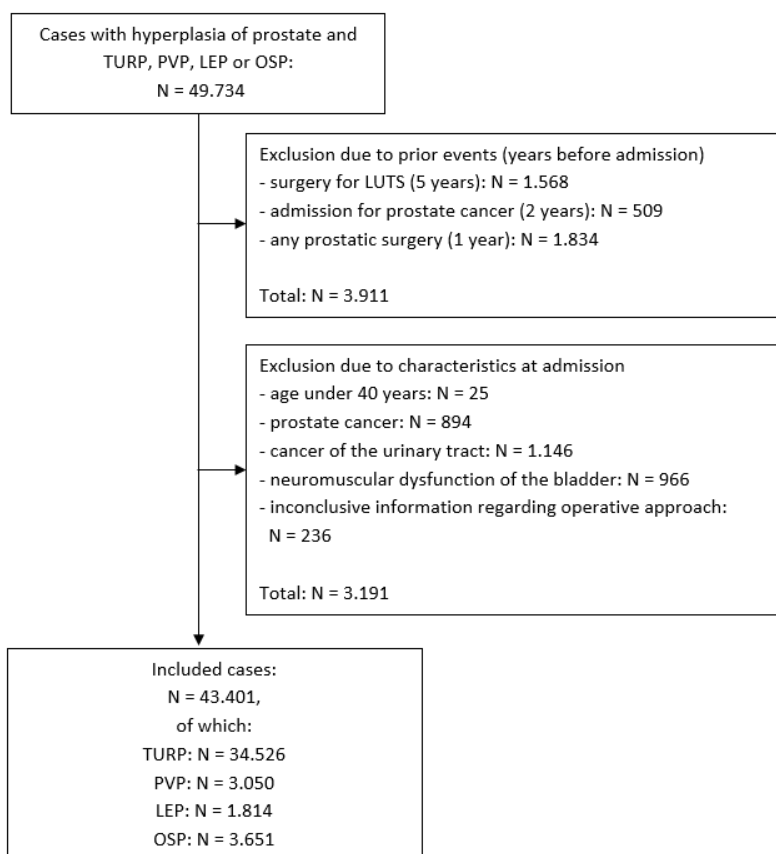 Cases with hyperplasia of prostate and
TURP, PVP, LEP or OSP:
N = 49.734
Exclusion due to prior events (years before admission)
- surgery for LUTS (5 years): N = 1.568
- admission for prostate cancer (2 years): N = 509
- any prostatic surgery (1 year): N = 1.834
Total: N = 3.911
Exclusion due to characteristics at admission
- age under 40 years: N = 25
- prostate cancer: N = 894
- cancer of the urinary tract: N = 1.146
- neuromuscular dysfunction of the bladder: N = 966
- inconclusive information regarding operative approach:
N = 236
Total: N = 3.191
Included cases:
N = 43.401,
of which:
TURP: N = 34.526
PVP: N = 3.050
LEP: N = 1.814
OSP: N = 3.651